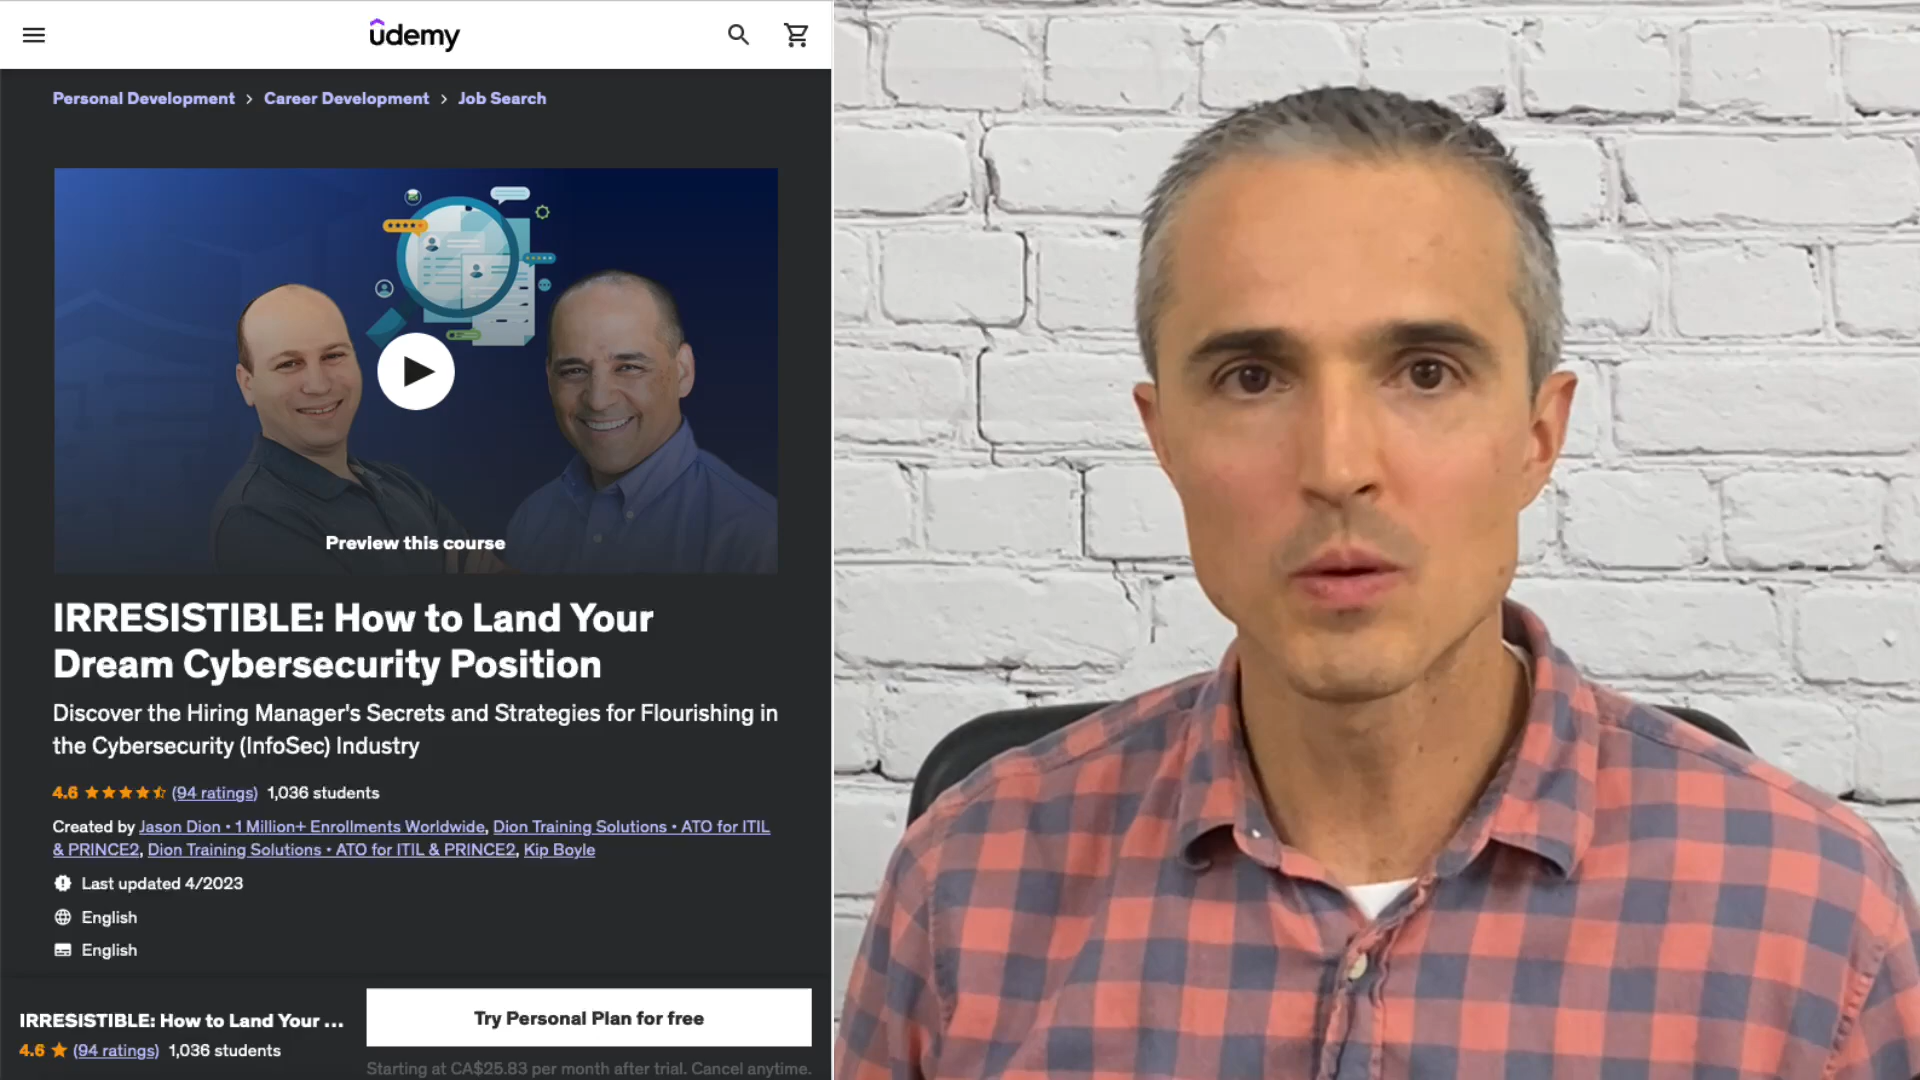 udemy
Personal Development > Career Development > Job Search
Preview this course
IRRESISTIBLE: How to Land Your
Dream Cybersecurity Position
Discover the Hiring Manager's Secrets and Strategies for Flourishing in
the Cybersecurity (InfoSec) Industry
4.6 (94 ratings) 1,036 students
Created by Jason Dion • 1 Million+ Enrollments Worldwide, Dion Training Solutions • ATO for ITIL
& PRINCE2, Dion Training Solutions • ATO for ITIL & PRINCE2, Kip Boyle
Last updated 4/2023
English
English
IRRESISTIBLE: How to Land Your ...
4.6 (94 ratings) 1,036 students
Try Personal Plan for free
Starting at CA$25.83 per month after trial. Cancel anytime.